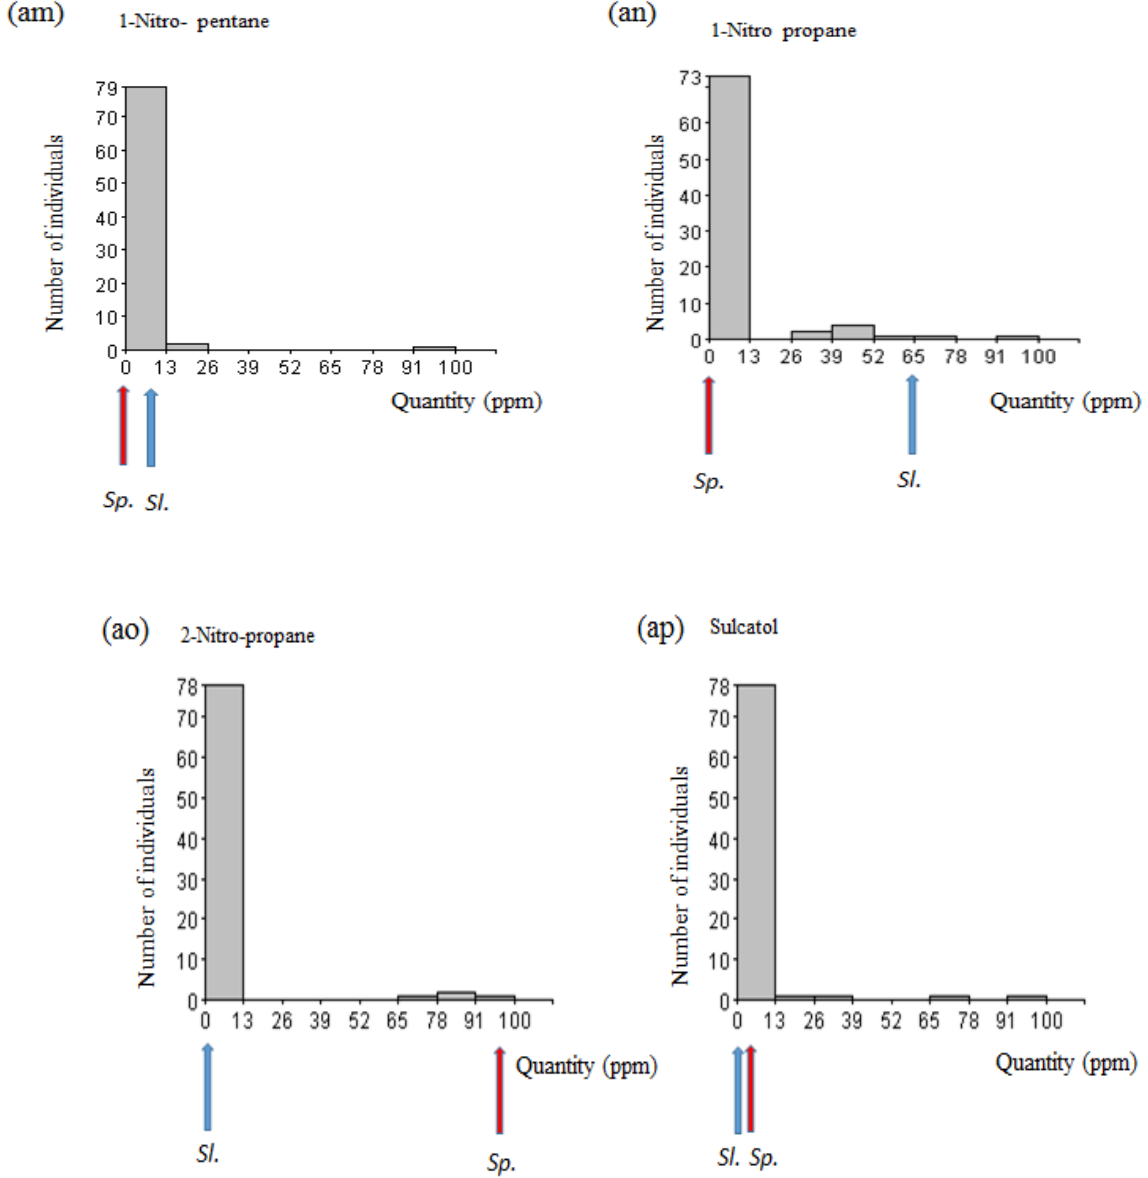 (am)
1-Nitro- pentane
79
70
60
50
40
30
20
10
0
Number of individuals
0 13 26 39 52 65 78 91 100
Quantity (ppm)
Sp. Sl.
(an)
1-Nitro propane
73
60
50
40
30
20
10
0
Number of individuals
0 13 26 39 52 65 78 91 100
Quantity (ppm)
Sp. Sl.
(ao)
2-Nitro-propane
78
70
60
50
40
30
20
10
0
Number of individuals
0 13 26 39 52 65 78 91 100
Quantity (ppm)
Sl. Sp.
(ap)
Sulcatol
78
70
60
50
40
30
20
10
0
Number of individuals
0 13 26 39 52 65 78 91 100
Quantity (ppm)
Sl. Sp.